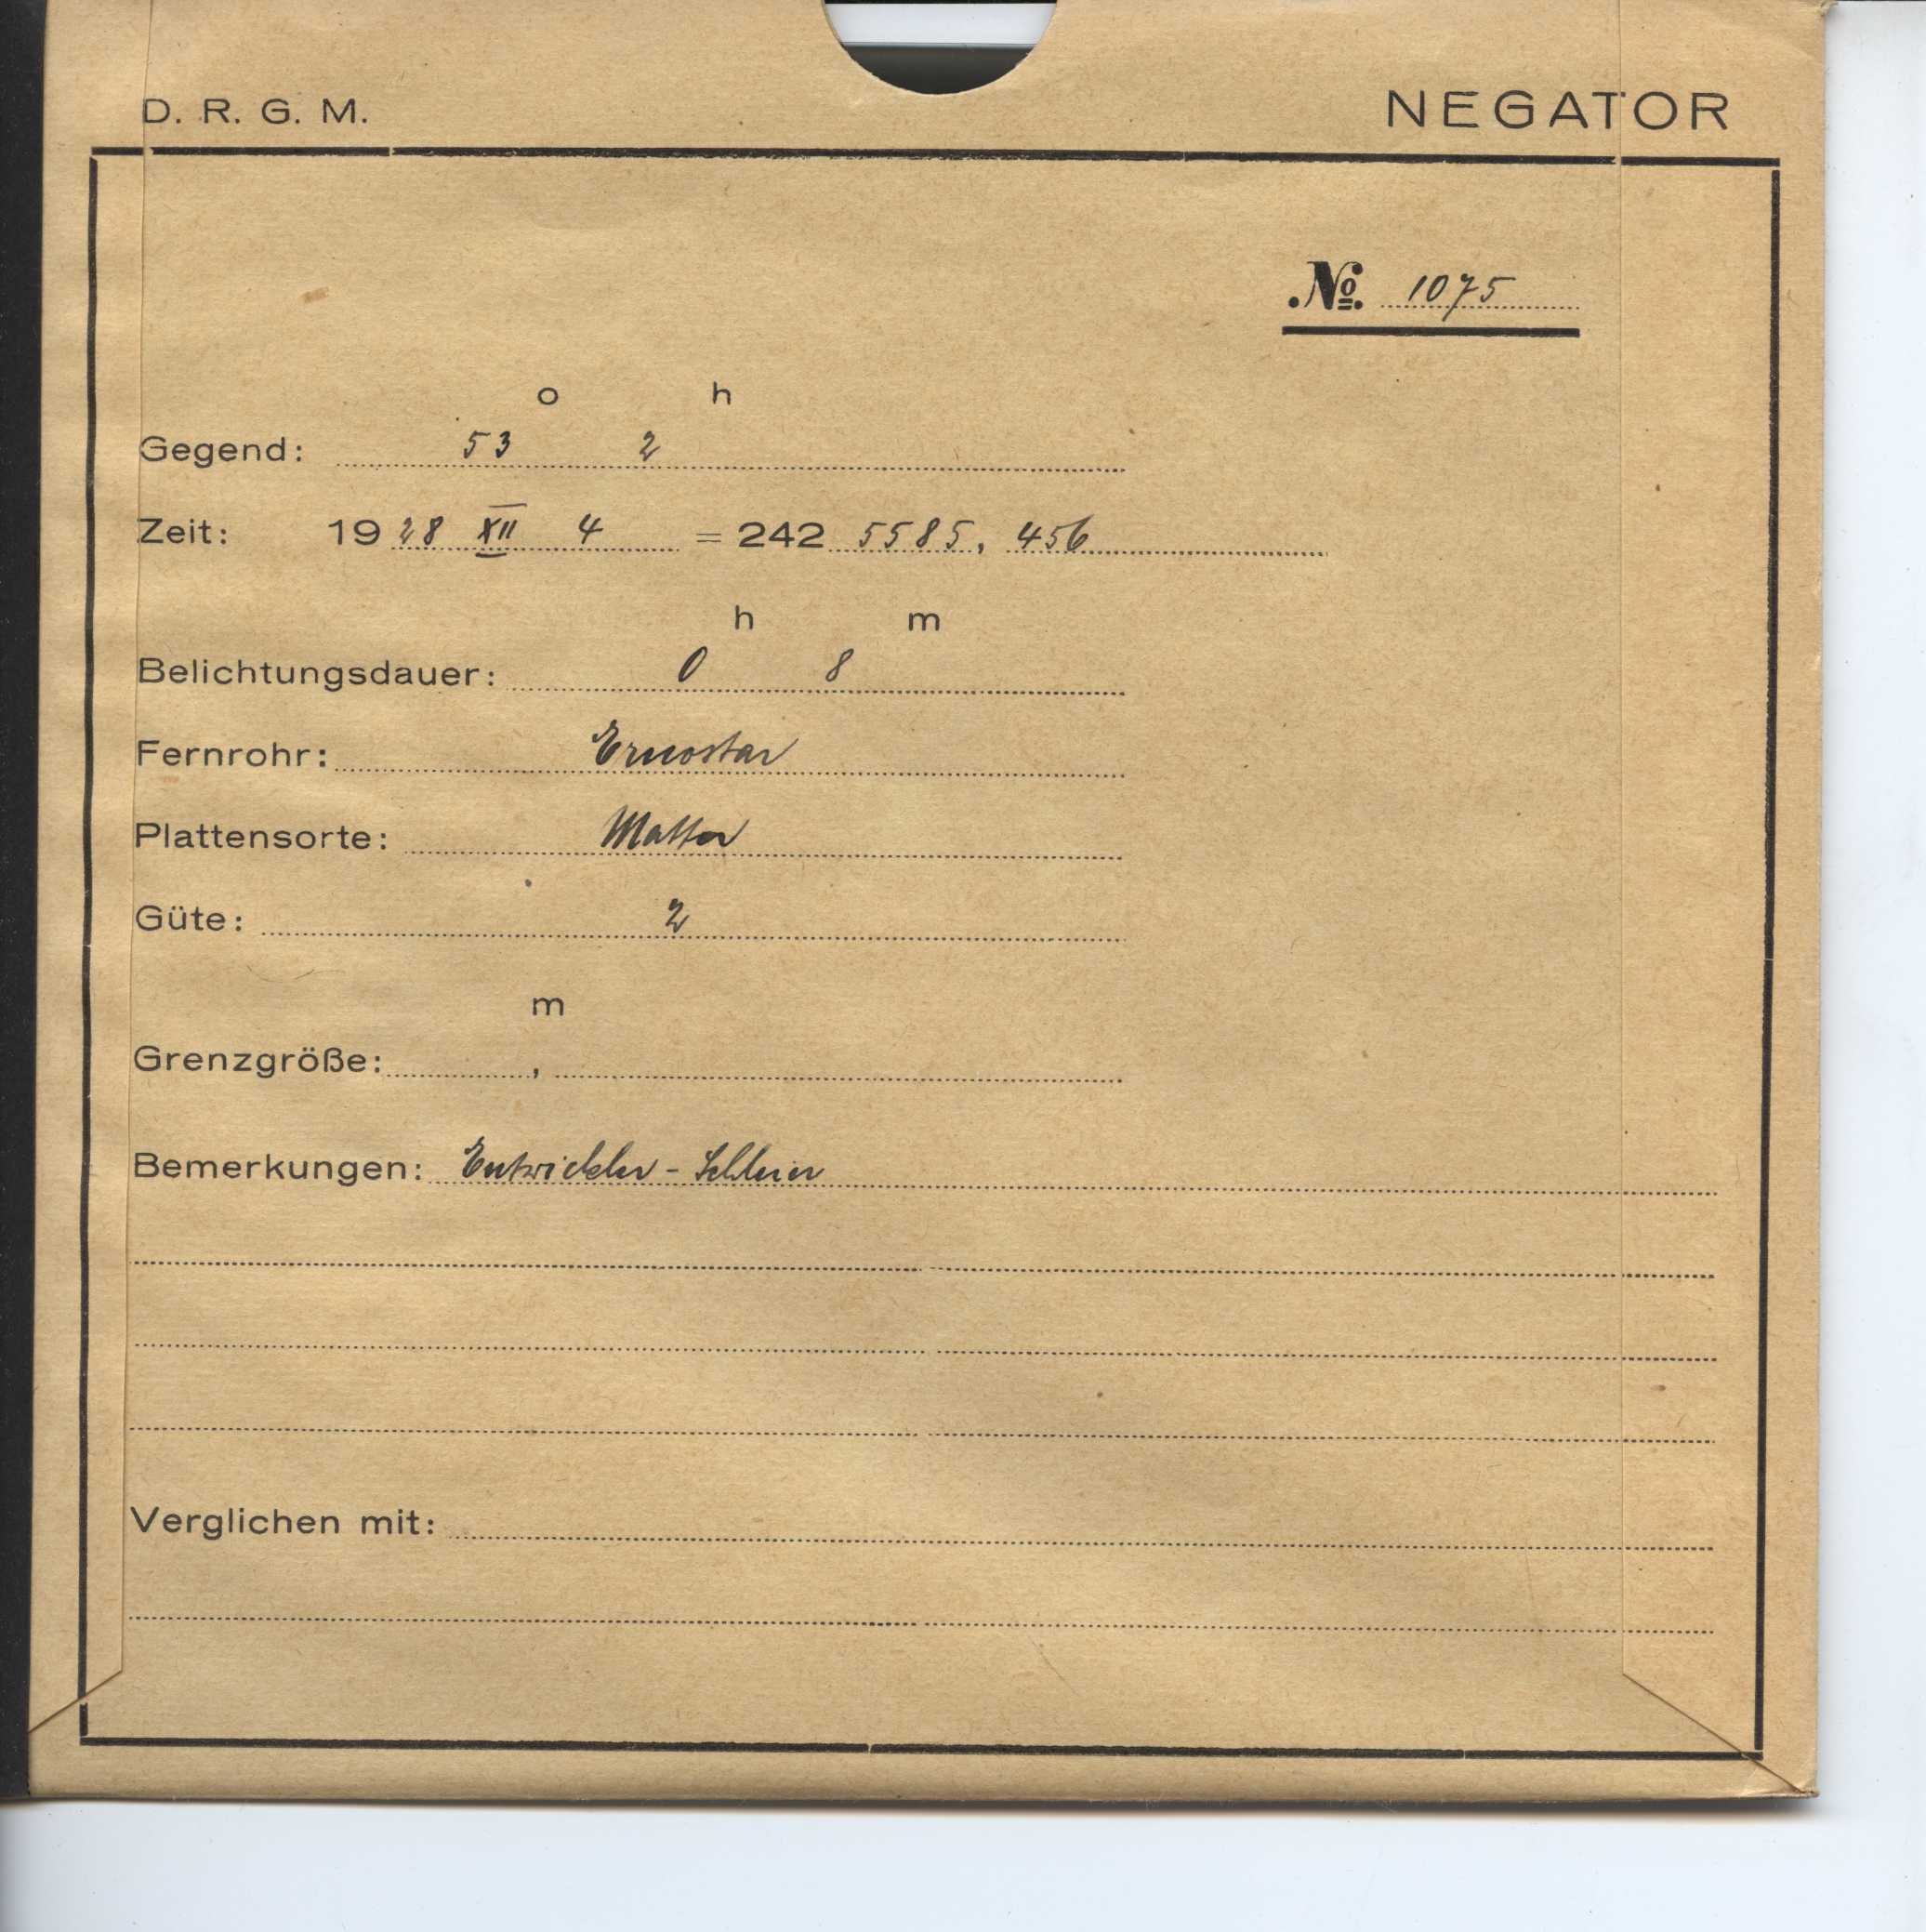 D. R. G. M. NEGATOR
№. 1075
o h
Gegend: 53 2
Zeit: 1928 XII 4 = 242 5585, 456
h m
Belichtungsdauer: 0 8
Fernrohr: Ernostar
Plattensorte: Matter
Güte: 2
m
Grenzgröße: ,
Bemerkungen: Entwickler - Schleier
Verglichen mit: